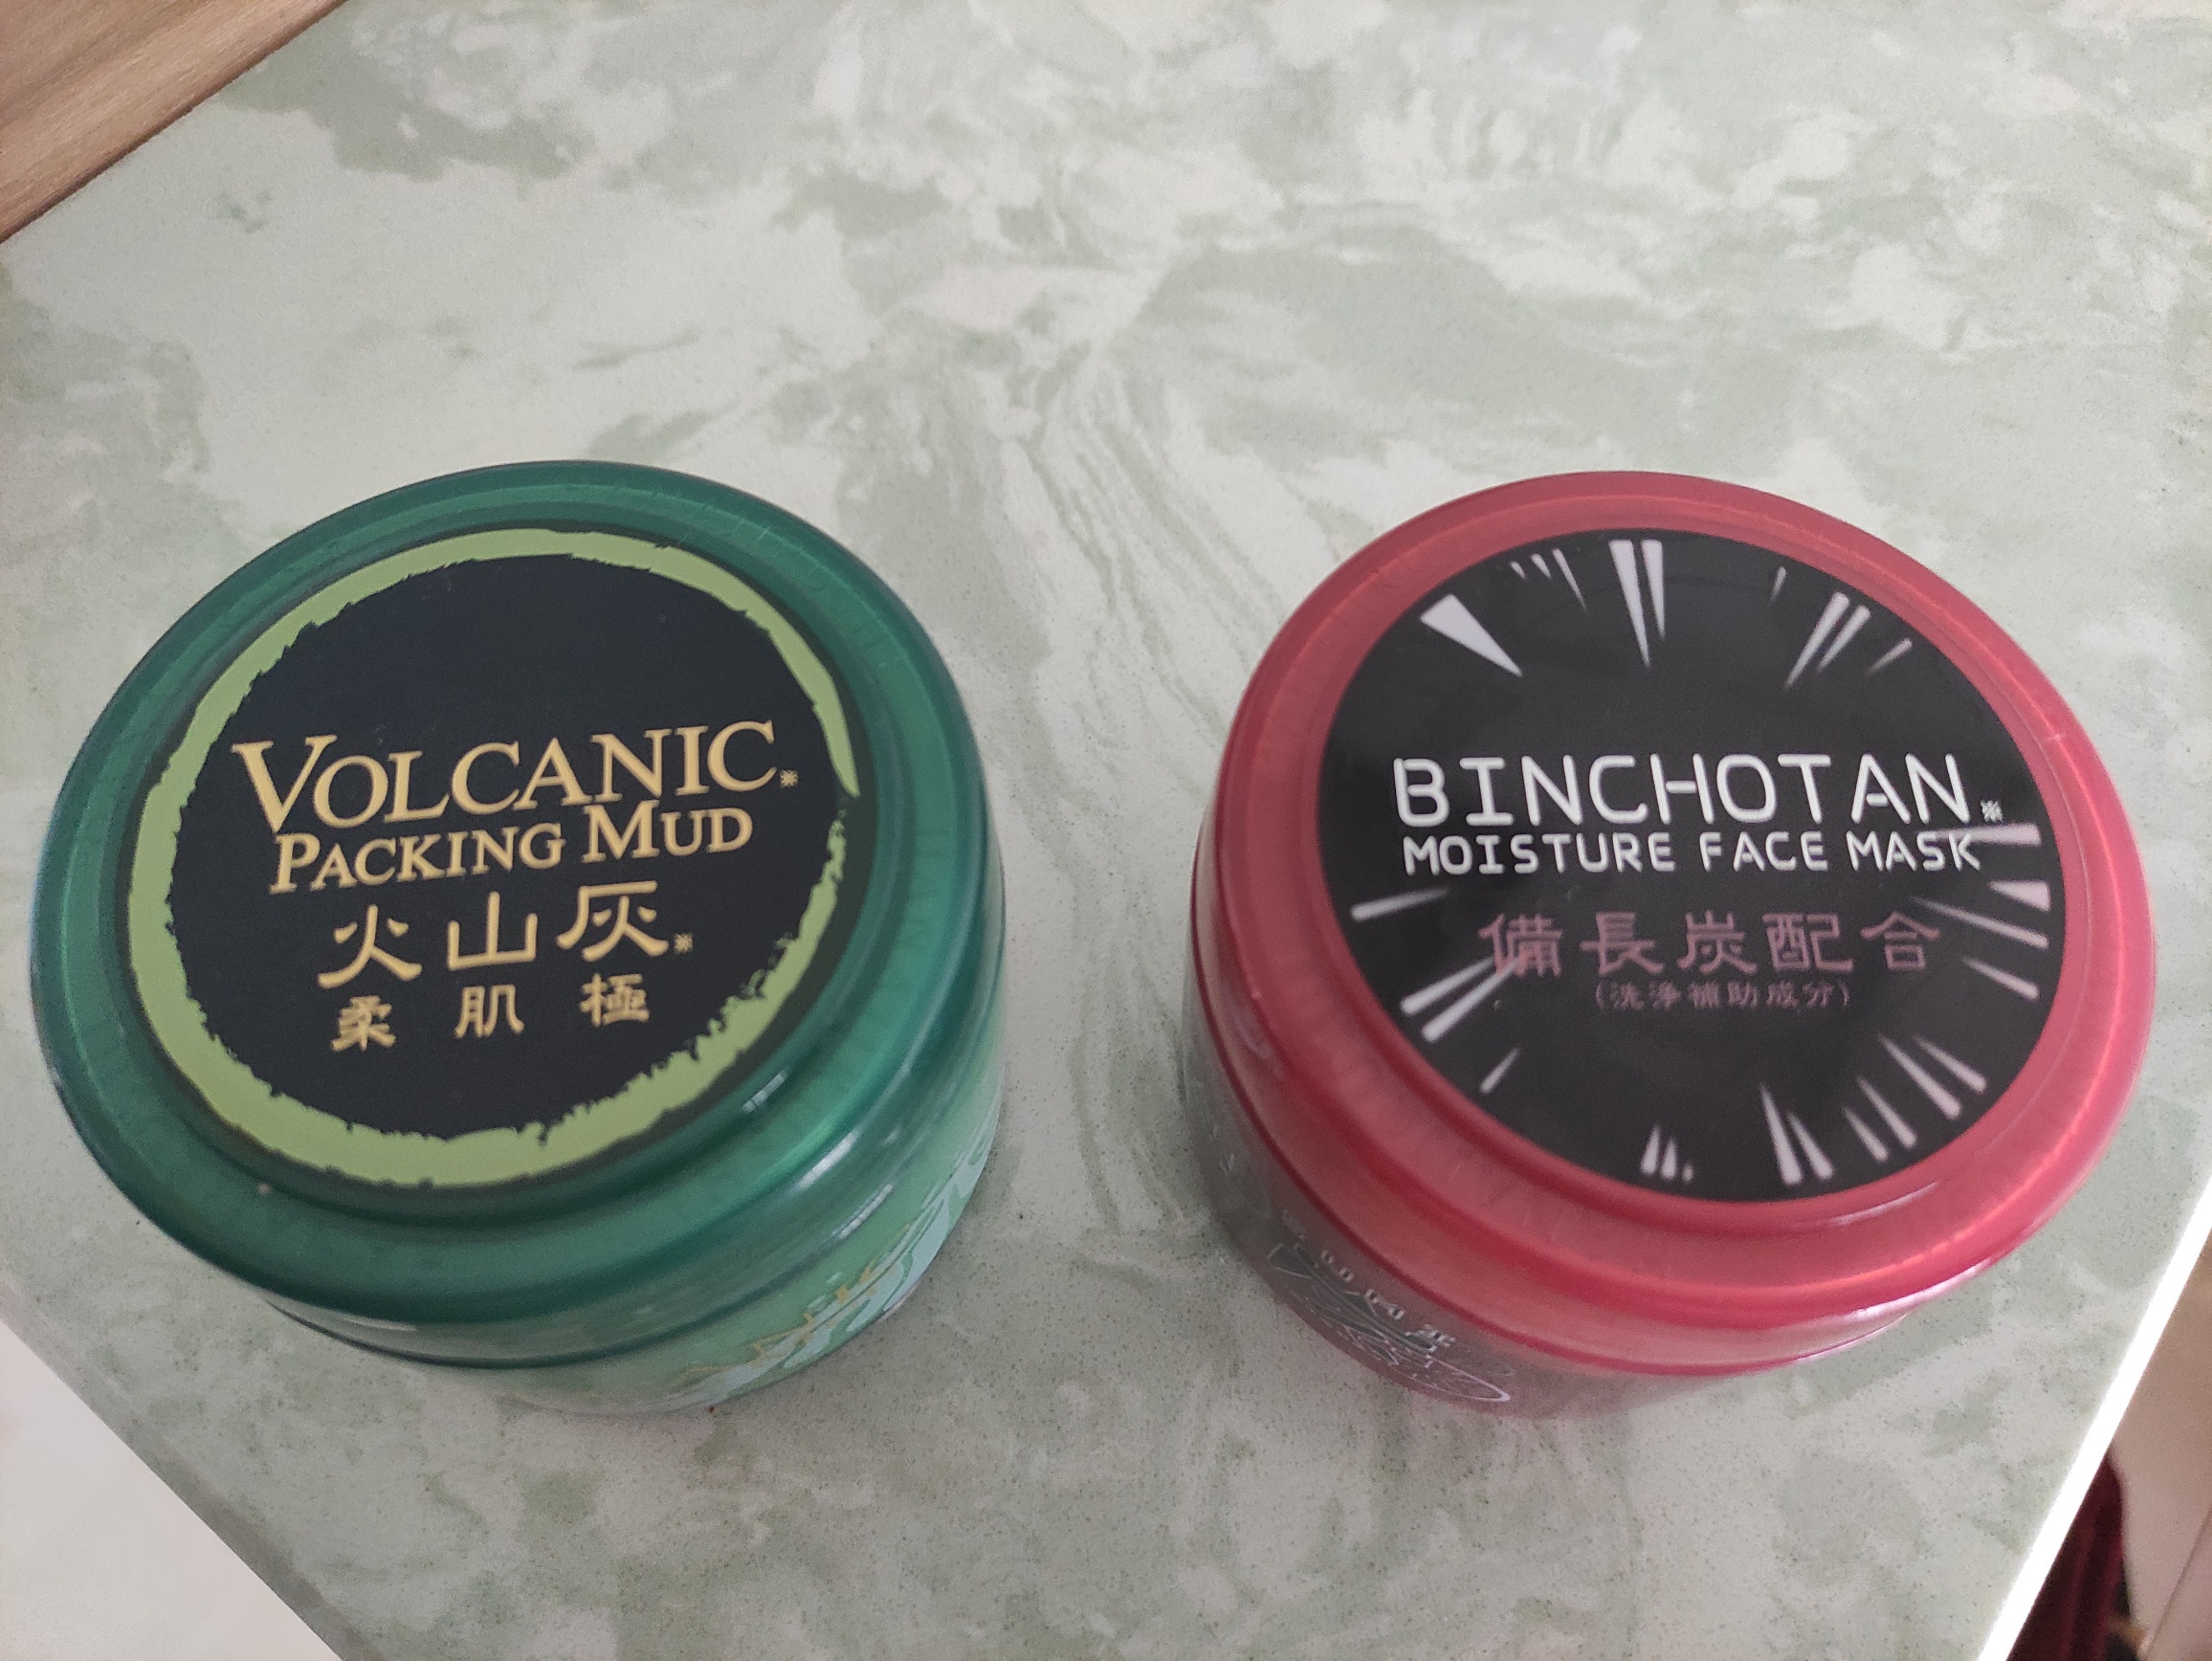 VOLCANIC※
PACKING MUD
火山灰※
柔肌極
BINCHOTAN※
MOISTURE FACE MASK
備長炭配合
(洗浄補助成分)
SUMI